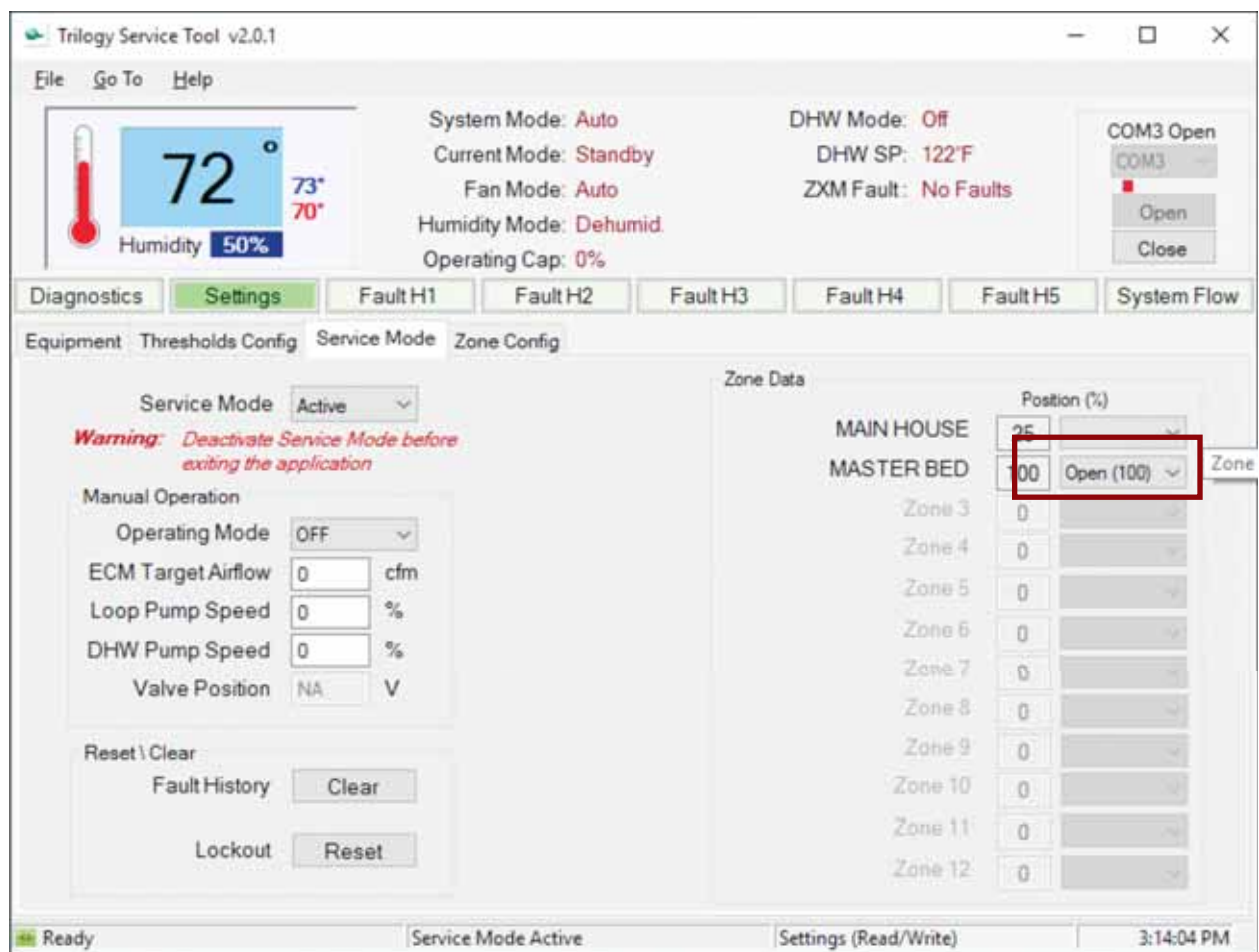 Trilogy Service Tool v2.0.1
File Go To Help
72°
73°
70°
Humidity 50%
System Mode: Auto
Current Mode: Standby
Fan Mode: Auto
Humidity Mode: Dehumid.
Operating Cap: 0%
DHW Mode: Off
DHW SP: 122°F
ZXM Fault: No Faults
COM3 Open
COM3
Open
Close
Diagnostics Settings Fault H1 Fault H2 Fault H3 Fault H4 Fault H5 System Flow
Equipment Thresholds Config Service Mode Zone Config
Service Mode Active
Warning: Deactivate Service Mode before
exiting the application
Manual Operation
Operating Mode OFF
ECM Target Airflow 0 cfm
Loop Pump Speed 0 %
DHW Pump Speed 0 %
Valve Position NA V
Reset \ Clear
Fault History Clear
Lockout Reset
Zone Data
Position (%)
MAIN HOUSE 25
MASTER BED 100 Open (100)
Zone
Zone 3 0
Zone 4 0
Zone 5 0
Zone 6 0
Zone 7 0
Zone 8 0
Zone 9 0
Zone 10 0
Zone 11 0
Zone 12 0
Ready Service Mode Active Settings (Read/Write) 3:14:04 PM